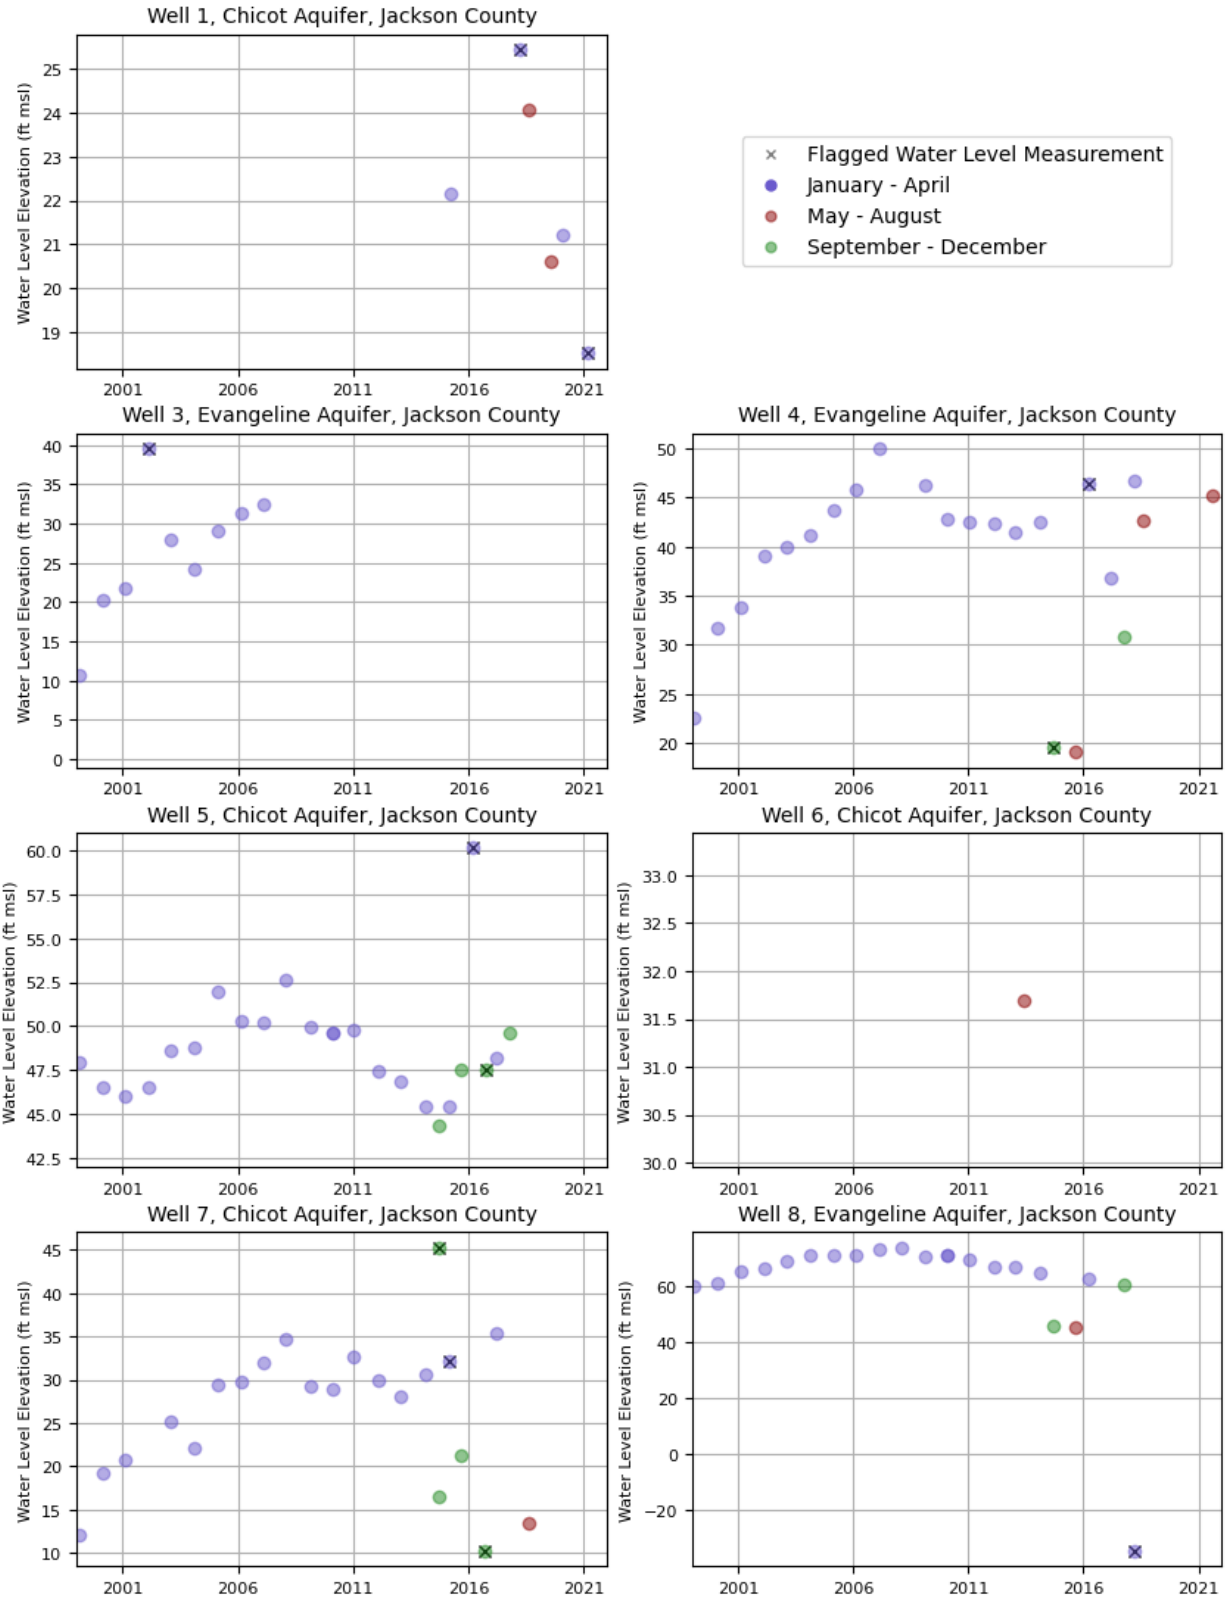 Well 1, Chicot Aquifer, Jackson County
Water Level Elevation (ft msl)
25
24
23
22
21
20
19
2001 2006 2011 2016 2021
Flagged Water Level Measurement
January - April
May - August
September - December
Well 3, Evangeline Aquifer, Jackson County
Water Level Elevation (ft msl)
40
35
30
25
20
15
10
5
0
2001 2006 2011 2016 2021
Well 4, Evangeline Aquifer, Jackson County
Water Level Elevation (ft msl)
50
45
40
35
30
25
20
2001 2006 2011 2016 2021
Well 5, Chicot Aquifer, Jackson County
Water Level Elevation (ft msl)
60.0
57.5
55.0
52.5
50.0
47.5
45.0
42.5
2001 2006 2011 2016 2021
Well 6, Chicot Aquifer, Jackson County
Water Level Elevation (ft msl)
33.0
32.5
32.0
31.5
31.0
30.5
30.0
2001 2006 2011 2016 2021
Well 7, Chicot Aquifer, Jackson County
Water Level Elevation (ft msl)
45
40
35
30
25
20
15
10
2001 2006 2011 2016 2021
Well 8, Evangeline Aquifer, Jackson County
Water Level Elevation (ft msl)
60
40
20
0
−20
2001 2006 2011 2016 2021